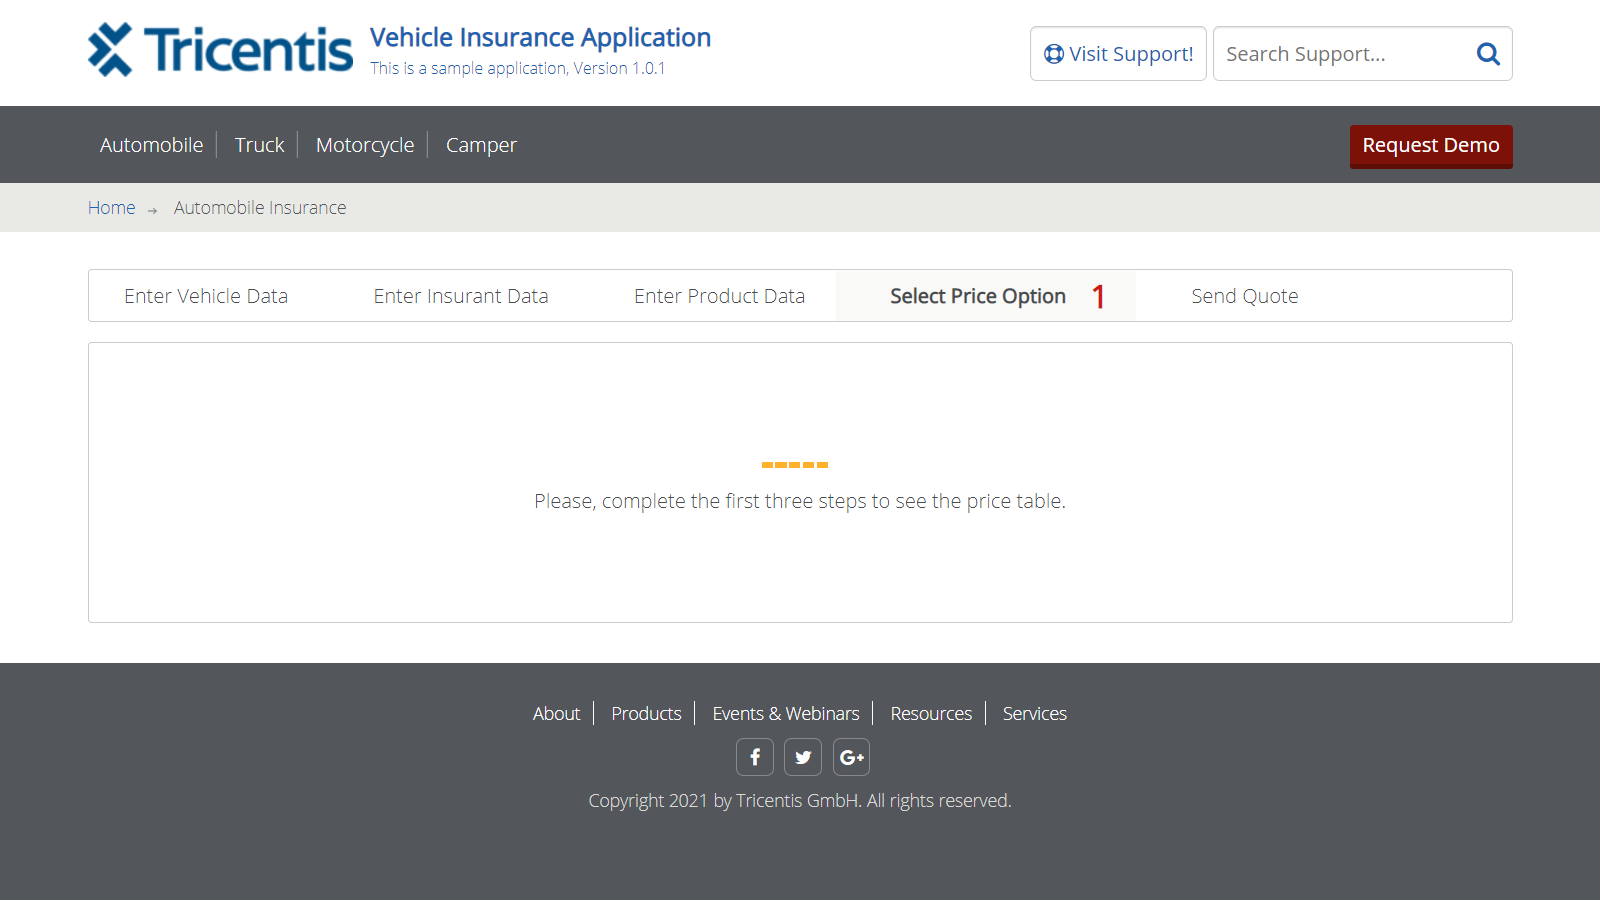 Tricentis
Vehicle Insurance Application
This is a sample application, Version 1.0.1
Visit Support!
Search Support...
Automobile
Truck
Motorcycle
Camper
Request Demo
Home
Automobile Insurance
Enter Vehicle Data
Enter Insurant Data
Enter Product Data
Select Price Option 1
Send Quote
Please, complete the first three steps to see the price table.
About
Products
Events & Webinars
Resources
Services
G+
Copyright 2021 by Tricentis GmbH. All rights reserved.